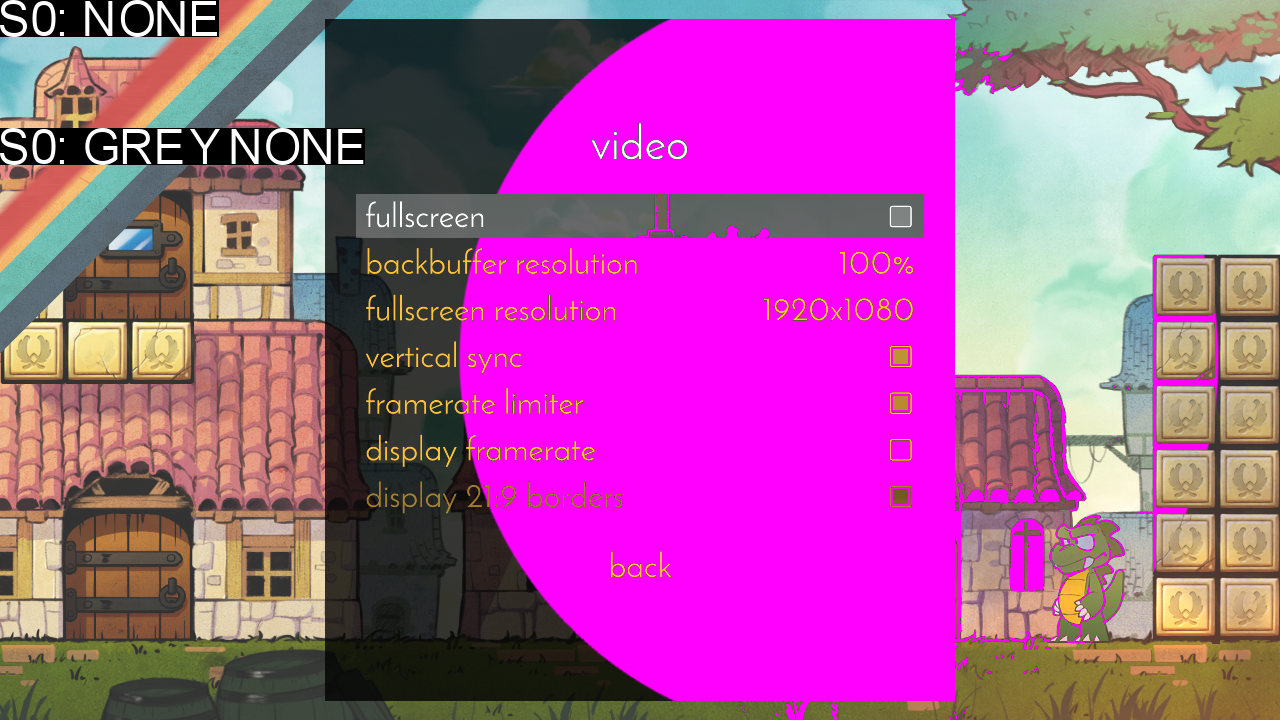 S0: NONE
S0: GREY NONE
video
fullscreen
backbuffer resolution 100%
fullscreen resolution 1920x1080
vertical sync
framerate limiter
display framerate
display 21:9 borders
back